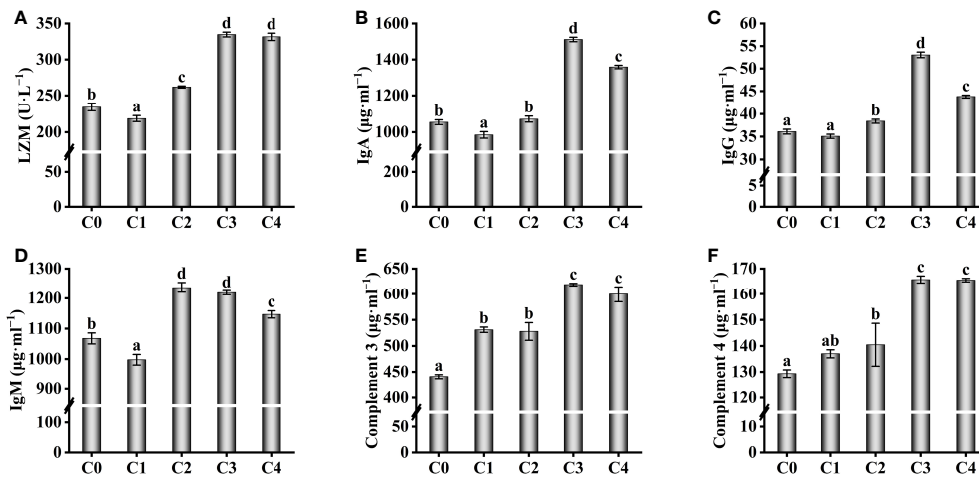 A
LZM (U·L⁻¹)
350
300
250
200
50
0
b
a
c
d
d
C0 C1 C2 C3 C4
B
IgA (μg·ml⁻¹)
1600
1400
1200
1000
200
0
b
a
b
d
c
C0 C1 C2 C3 C4
C
IgG (μg·ml⁻¹)
60
55
50
45
40
35
30
5
0
a
a
b
d
c
C0 C1 C2 C3 C4
D
IgM (μg·ml⁻¹)
1300
1200
1100
1000
900
100
0
b
a
d
d
c
C0 C1 C2 C3 C4
E
Complement 3 (μg·ml⁻¹)
650
600
550
500
450
400
50
0
a
b
b
c
c
C0 C1 C2 C3 C4
F
Complement 4 (μg·ml⁻¹)
170
160
150
140
130
120
10
0
a
ab
b
c
c
C0 C1 C2 C3 C4